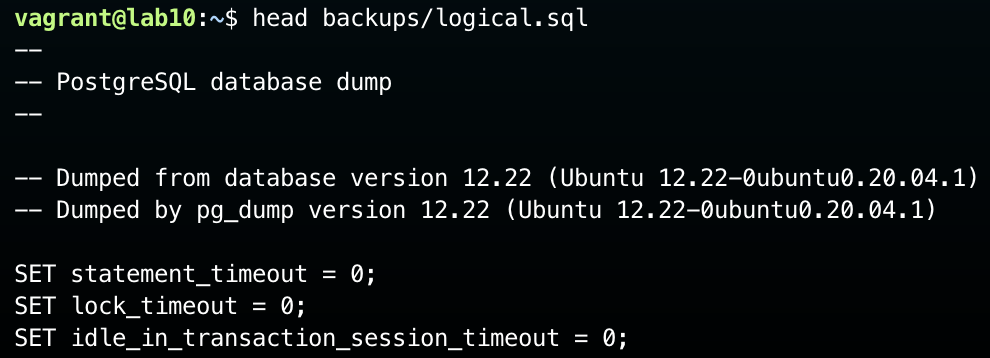 vagrant@lab10:~$ head backups/logical.sql
--
-- PostgreSQL database dump
--

-- Dumped from database version 12.22 (Ubuntu 12.22-0ubuntu0.20.04.1)
-- Dumped by pg_dump version 12.22 (Ubuntu 12.22-0ubuntu0.20.04.1)

SET statement_timeout = 0;
SET lock_timeout = 0;
SET idle_in_transaction_session_timeout = 0;